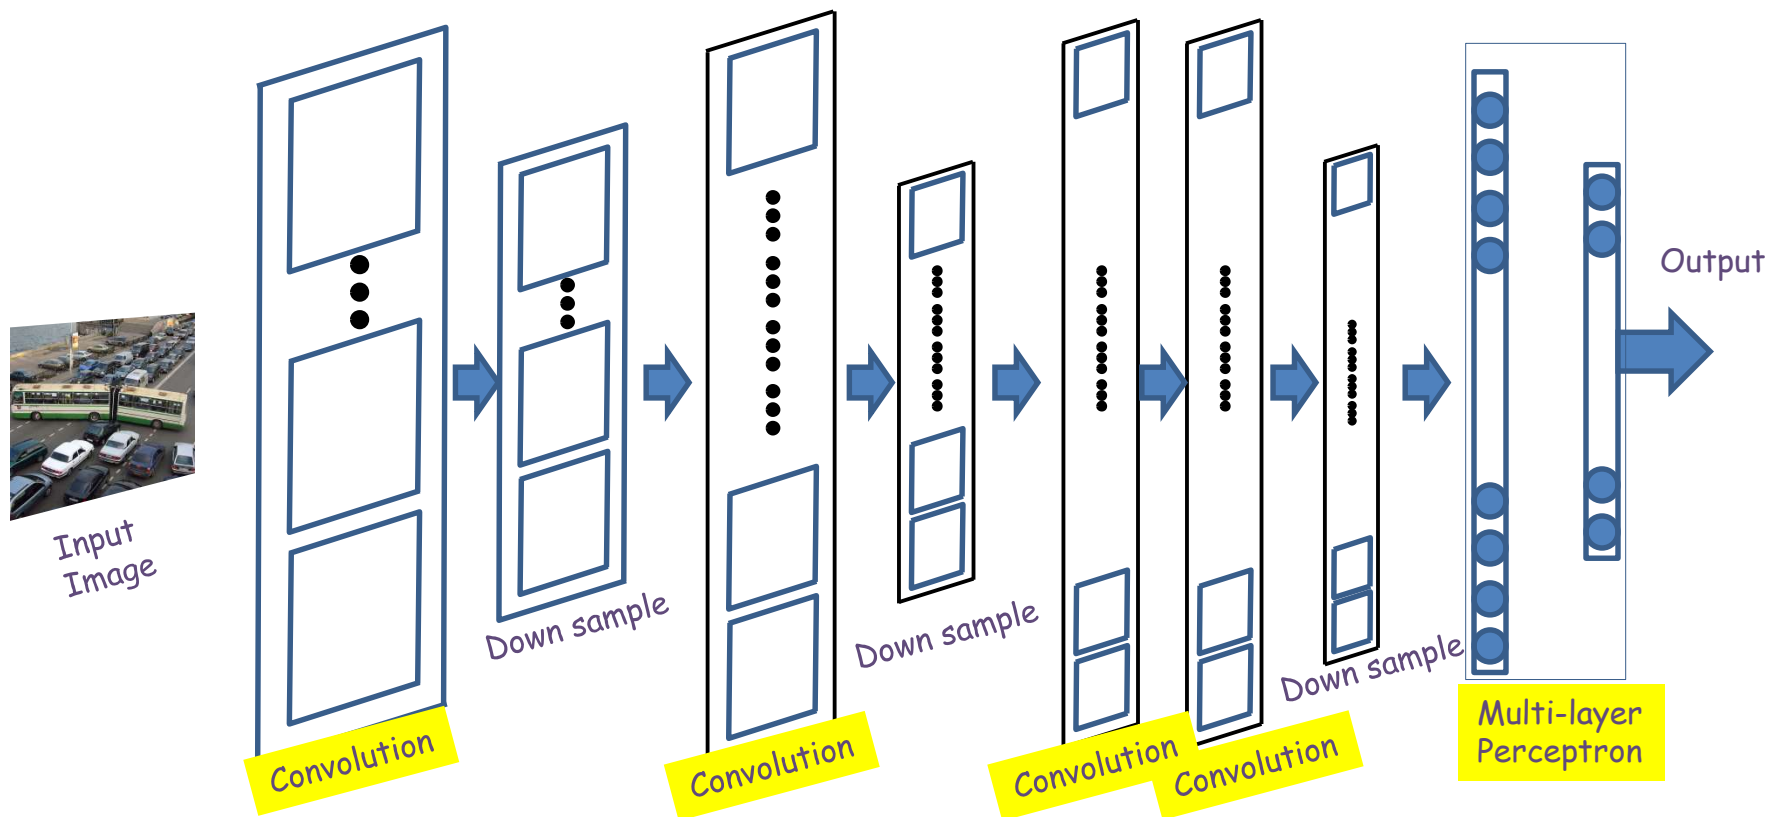 Input
Image
Convolution
Down sample
Convolution
Down sample
Convolution
Convolution
Down sample
Multi-layer
Perceptron
Output